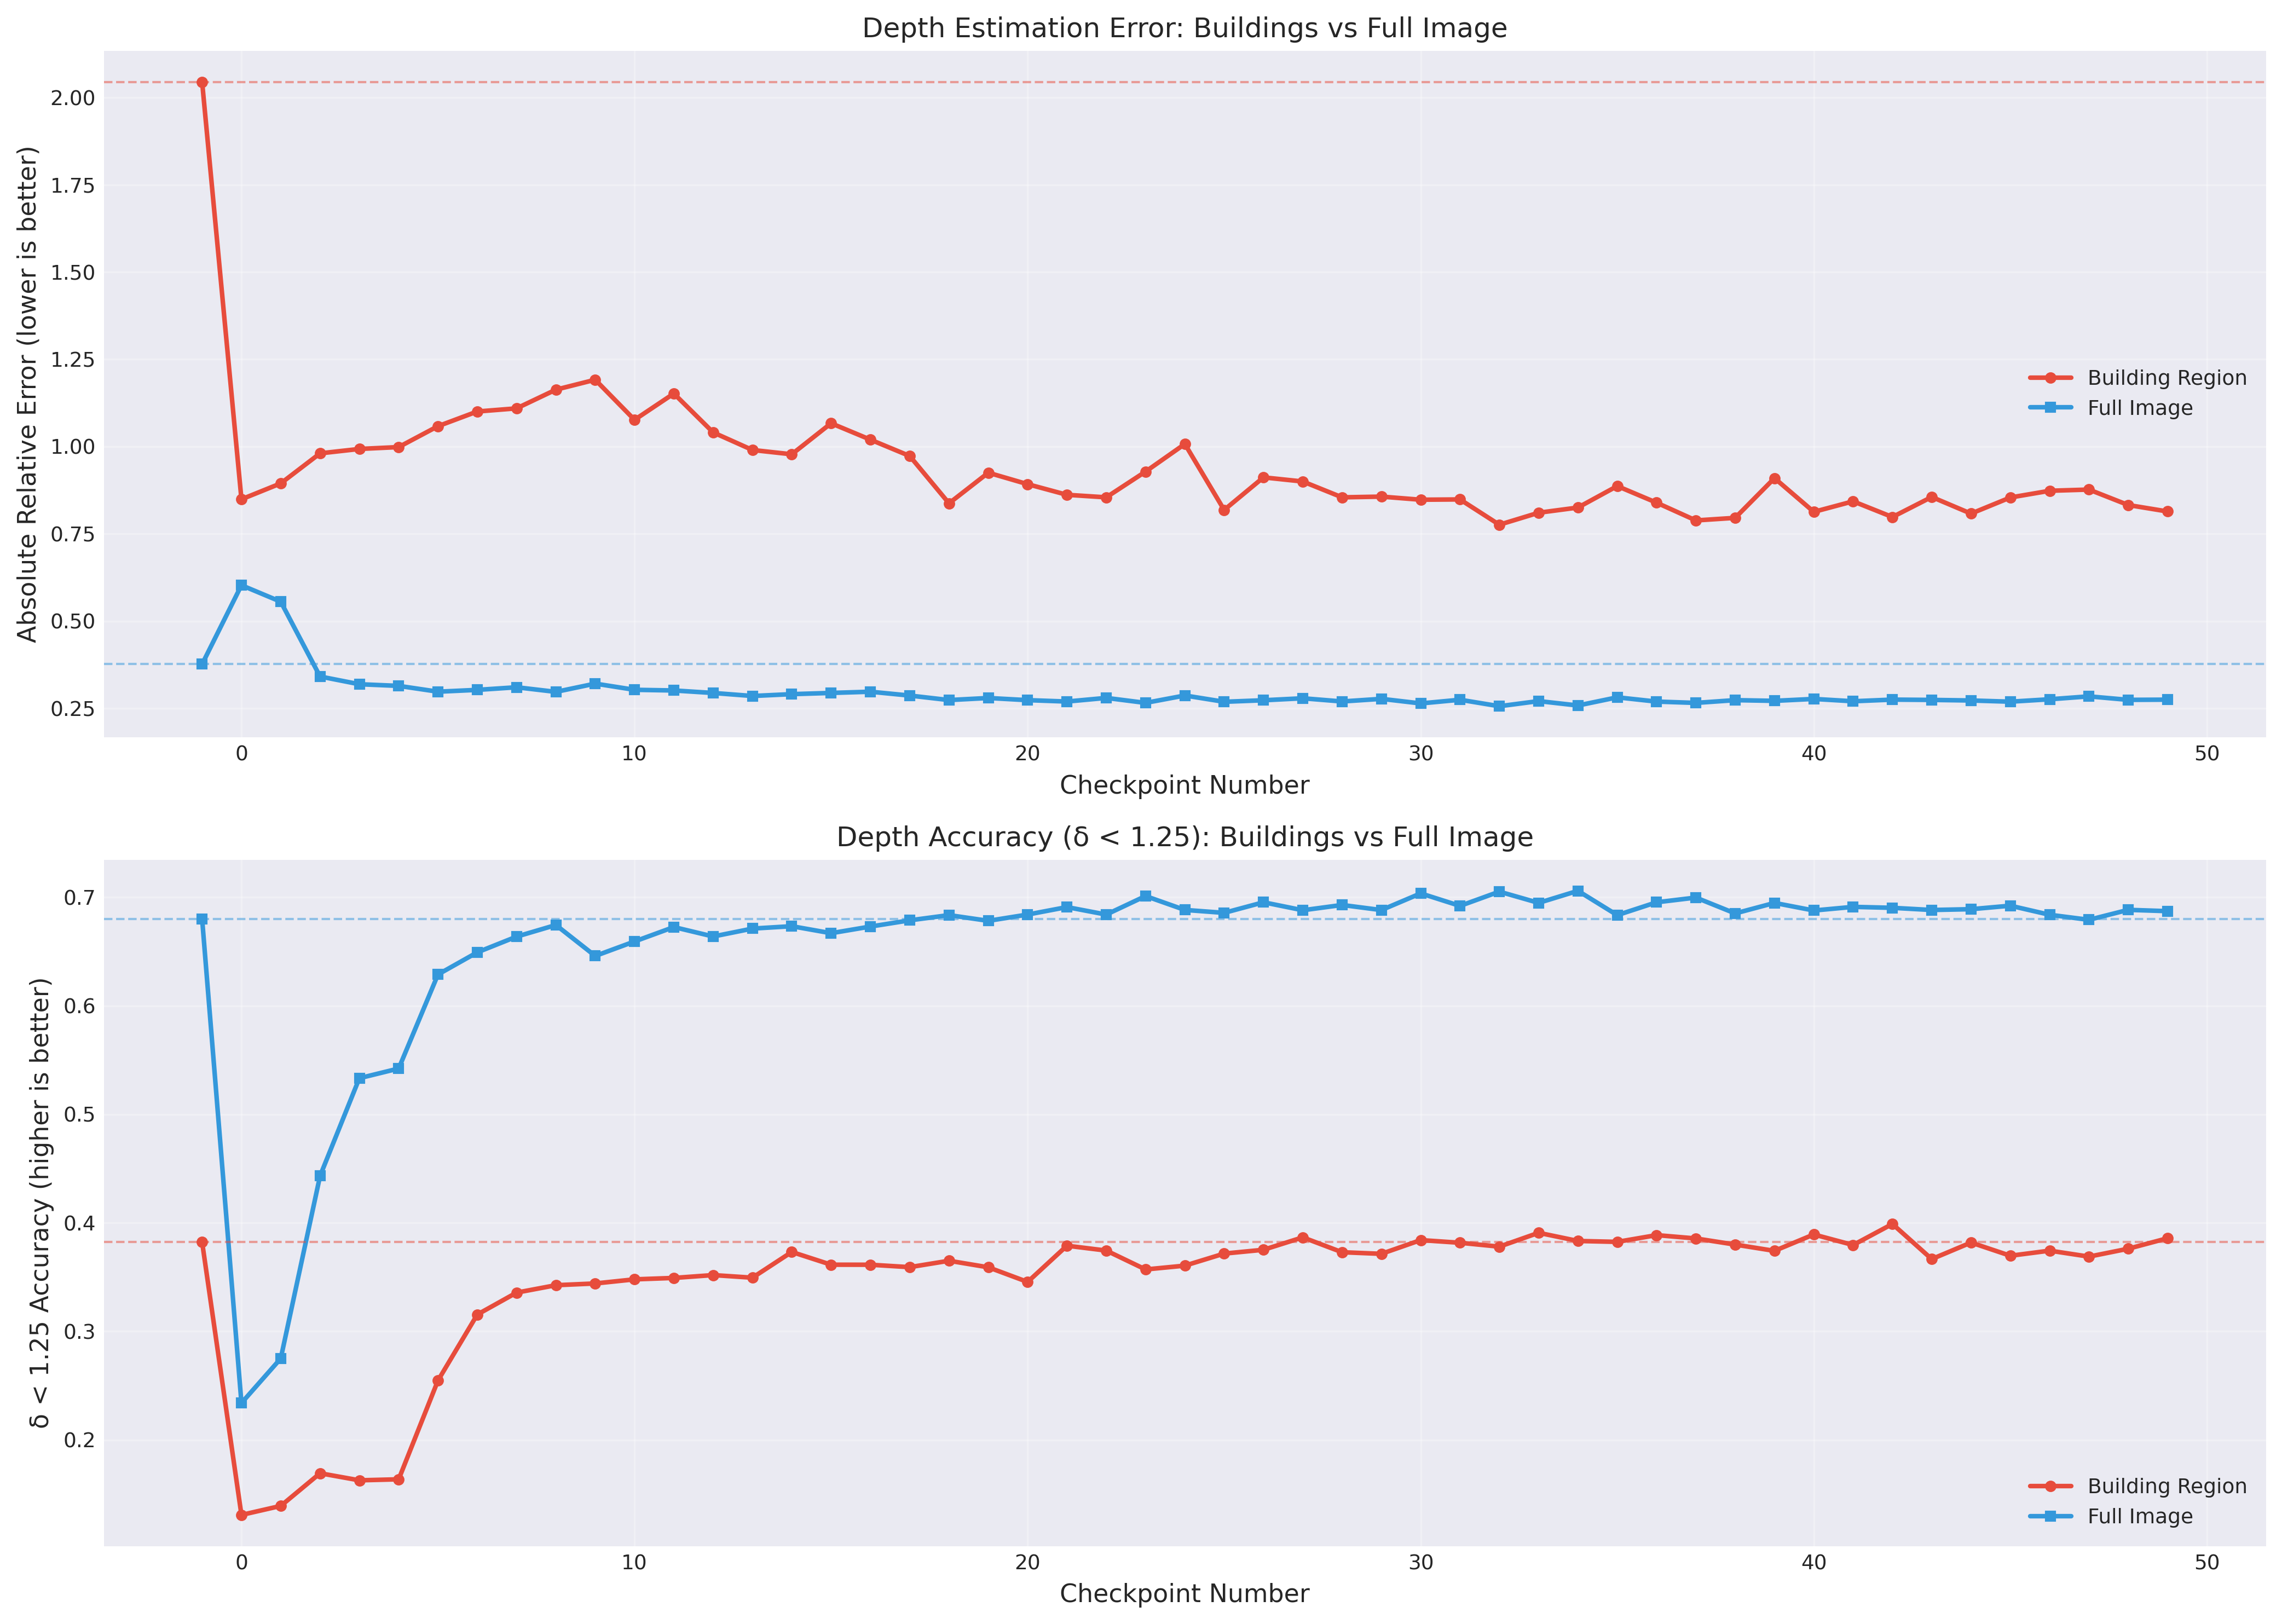 Depth Estimation Error: Buildings vs Full Image
Absolute Relative Error (lower is better)
2.00
1.75
1.50
1.25
1.00
0.75
0.50
0.25
Building Region
Full Image
0 10 20 30 40 50
Checkpoint Number
Depth Accuracy (δ < 1.25): Buildings vs Full Image
δ < 1.25 Accuracy (higher is better)
0.7
0.6
0.5
0.4
0.3
0.2
Building Region
Full Image
0 10 20 30 40 50
Checkpoint Number